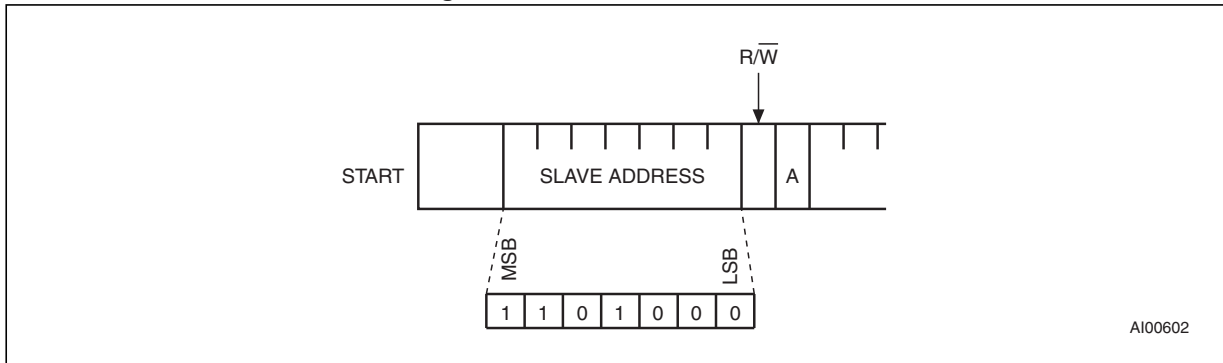 R/W̅
START
SLAVE ADDRESS
A
MSB
LSB
1 1 0 1 0 0 0
AI00602